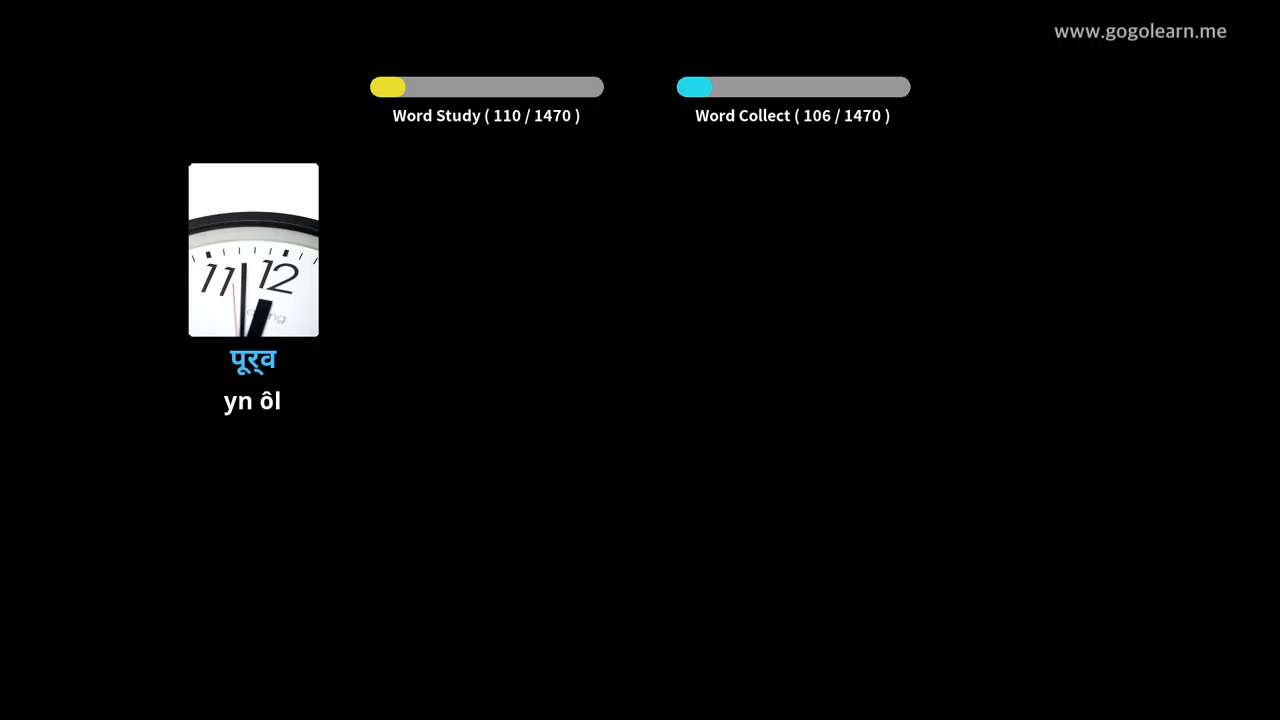 www.gogolearn.me
Word Study ( 110 / 1470 )
Word Collect ( 106 / 1470 )
11 12
पूर्व
yn ôl